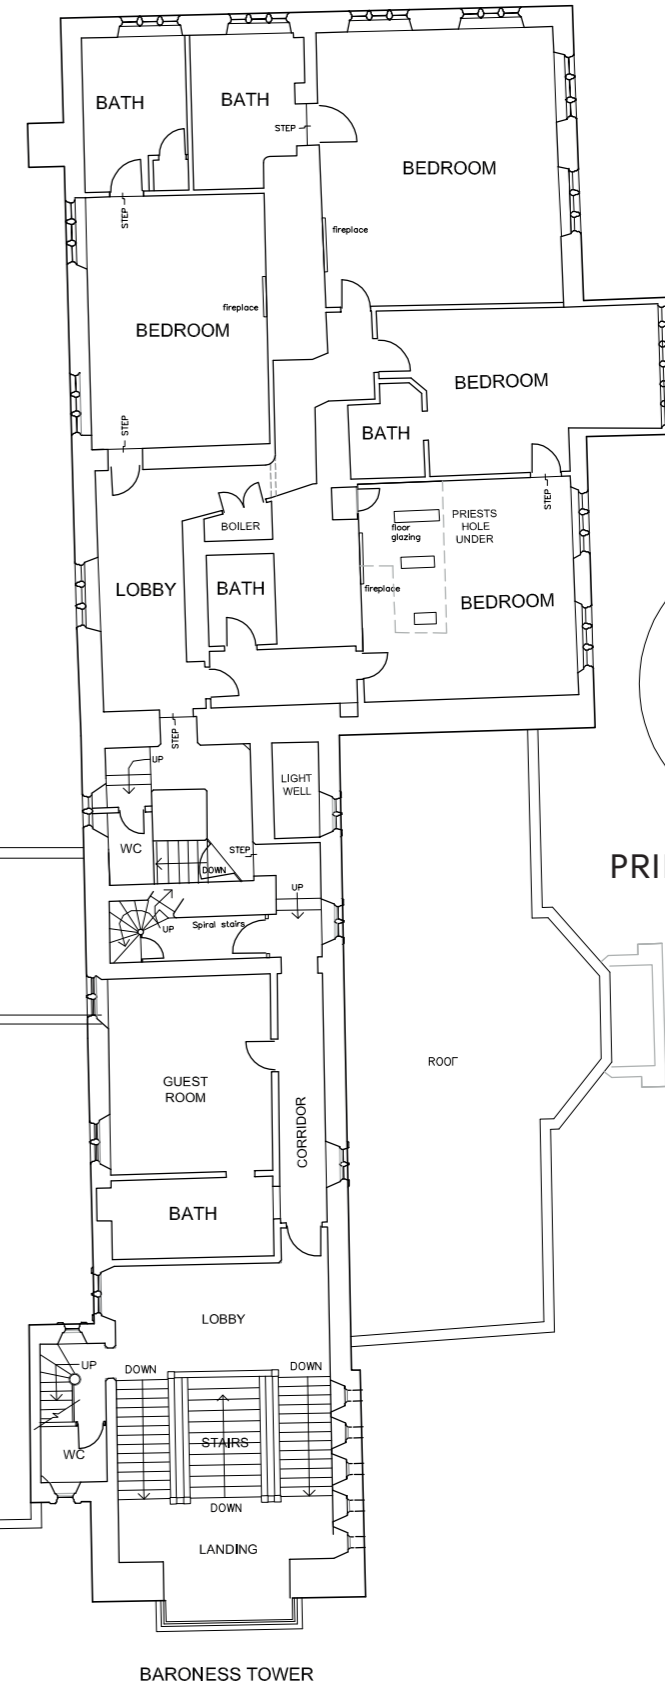 BATH
BATH
STEP
BEDROOM
STEP
fireplace
fireplace
BEDROOM
BEDROOM
STEP
BATH
STEP
PRIESTS
HOLE
UNDER
floor
glazing
BOILER
LOBBY
BATH
fireplace
BEDROOM
STEP
UP
LIGHT
WELL
WC
STEP
DOWN
UP
Spiral stairs
UP
PRI
ROOF
GUEST
ROOM
CORRIDOR
BATH
LOBBY
UP
DOWN
DOWN
STAIRS
WC
DOWN
LANDING
BARONESS TOWER